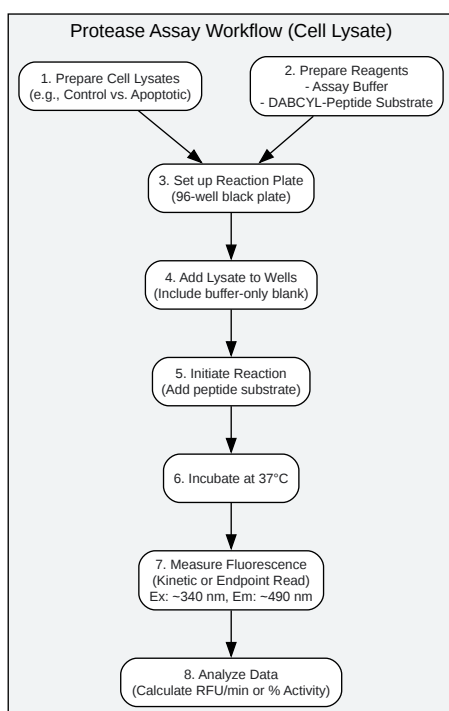 Protease Assay Workflow (Cell Lysate)
1. Prepare Cell Lysates
(e.g., Control vs. Apoptotic)
2. Prepare Reagents
- Assay Buffer
- DABCYL-Peptide Substrate
3. Set up Reaction Plate
(96-well black plate)
4. Add Lysate to Wells
(Include buffer-only blank)
5. Initiate Reaction
(Add peptide substrate)
6. Incubate at 37°C
7. Measure Fluorescence
(Kinetic or Endpoint Read)
Ex: ~340 nm, Em: ~490 nm
8. Analyze Data
(Calculate RFU/min or % Activity)